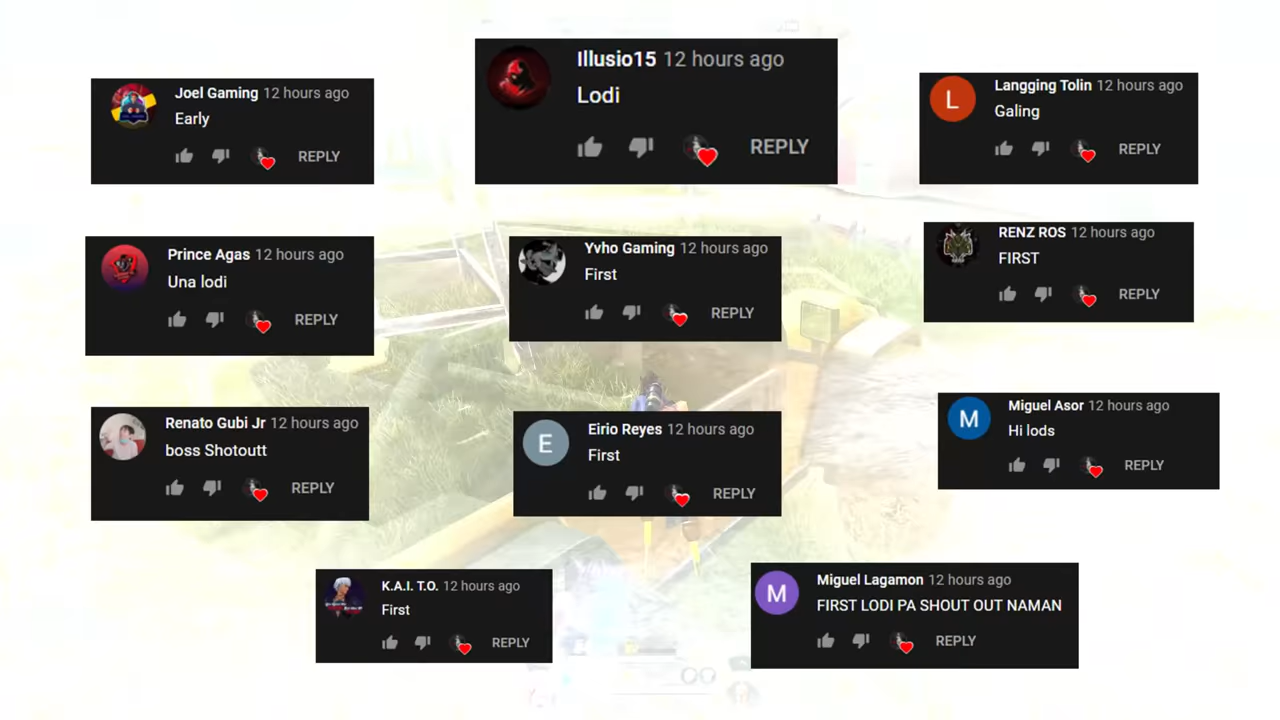 Joel Gaming 12 hours ago
Early
REPLY
Illusio15 12 hours ago
Lodi
REPLY
Langging Tolin 12 hours ago
Galing
REPLY
Prince Agas 12 hours ago
Una lodi
REPLY
Yvho Gaming 12 hours ago
First
REPLY
RENZ ROS 12 hours ago
FIRST
REPLY
Renato Gubi Jr 12 hours ago
boss Shotoutt
REPLY
E
Eirio Reyes 12 hours ago
First
REPLY
M
Miguel Asor 12 hours ago
Hi lods
REPLY
K.A.I. T.O. 12 hours ago
First
REPLY
M
Miguel Lagamon 12 hours ago
FIRST LODI PA SHOUT OUT NAMAN
REPLY
L